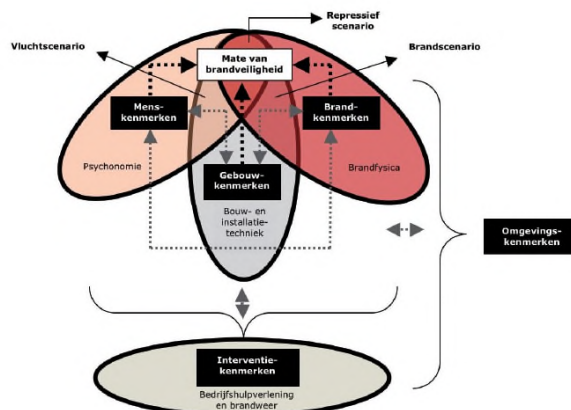 Repressief
scenario
Vluchtscenario
Brandscenario
Mate van
brandveiligheid
Mens-
kenmerken
Brand-
kenmerken
Psychonomie
Gebouw-
kenmerken
Brandfysica
Bouw- en
installatie-
techniek
Omgevings-
kenmerken
Interventie-
kenmerken
Bedrijfshulpverlening
en brandweer